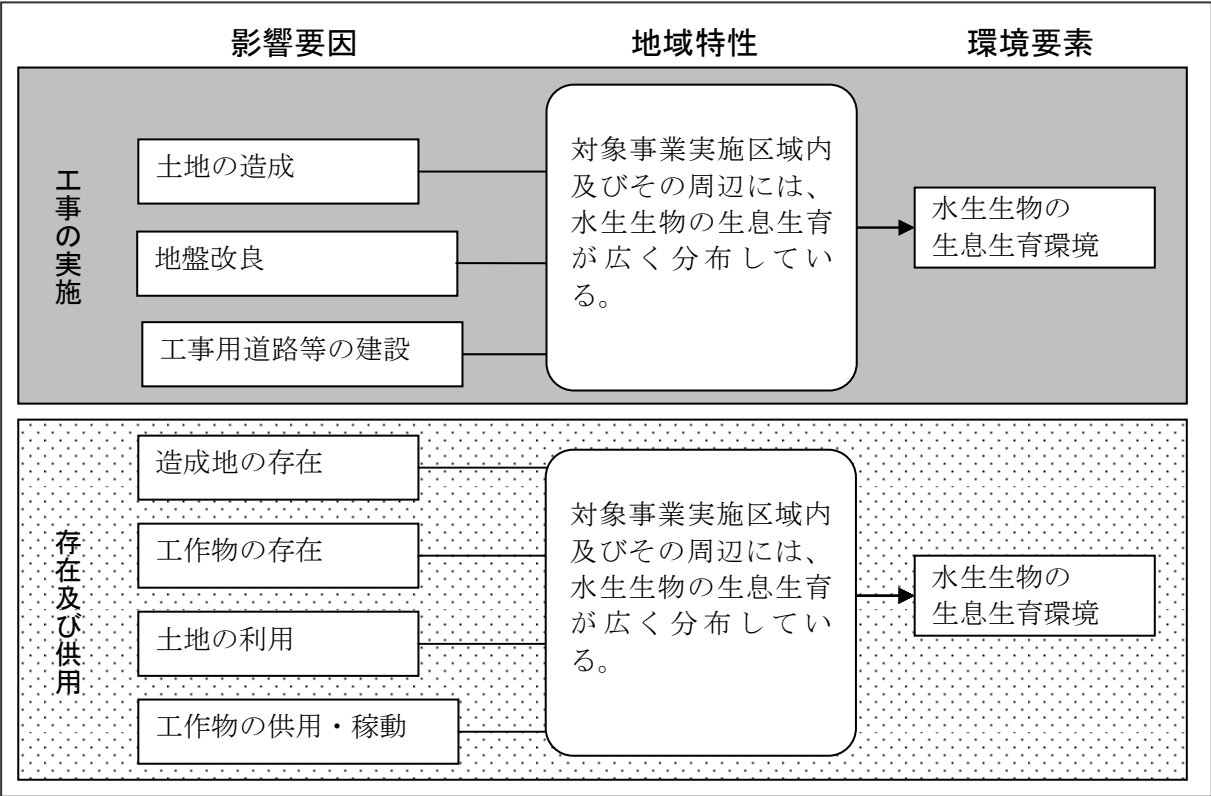 影響要因
地域特性
環境要素
工事の実施
土地の造成
地盤改良
工事用道路等の建設
対象事業実施区域内
及びその周辺には、
水生生物の生息生育
が広く分布してい
る。
水生生物の
生息生育環境
存在及び供用
造成地の存在
工作物の存在
土地の利用
工作物の供用・稼動
対象事業実施区域内
及びその周辺には、
水生生物の生息生育
が広く分布してい
る。
水生生物の
生息生育環境